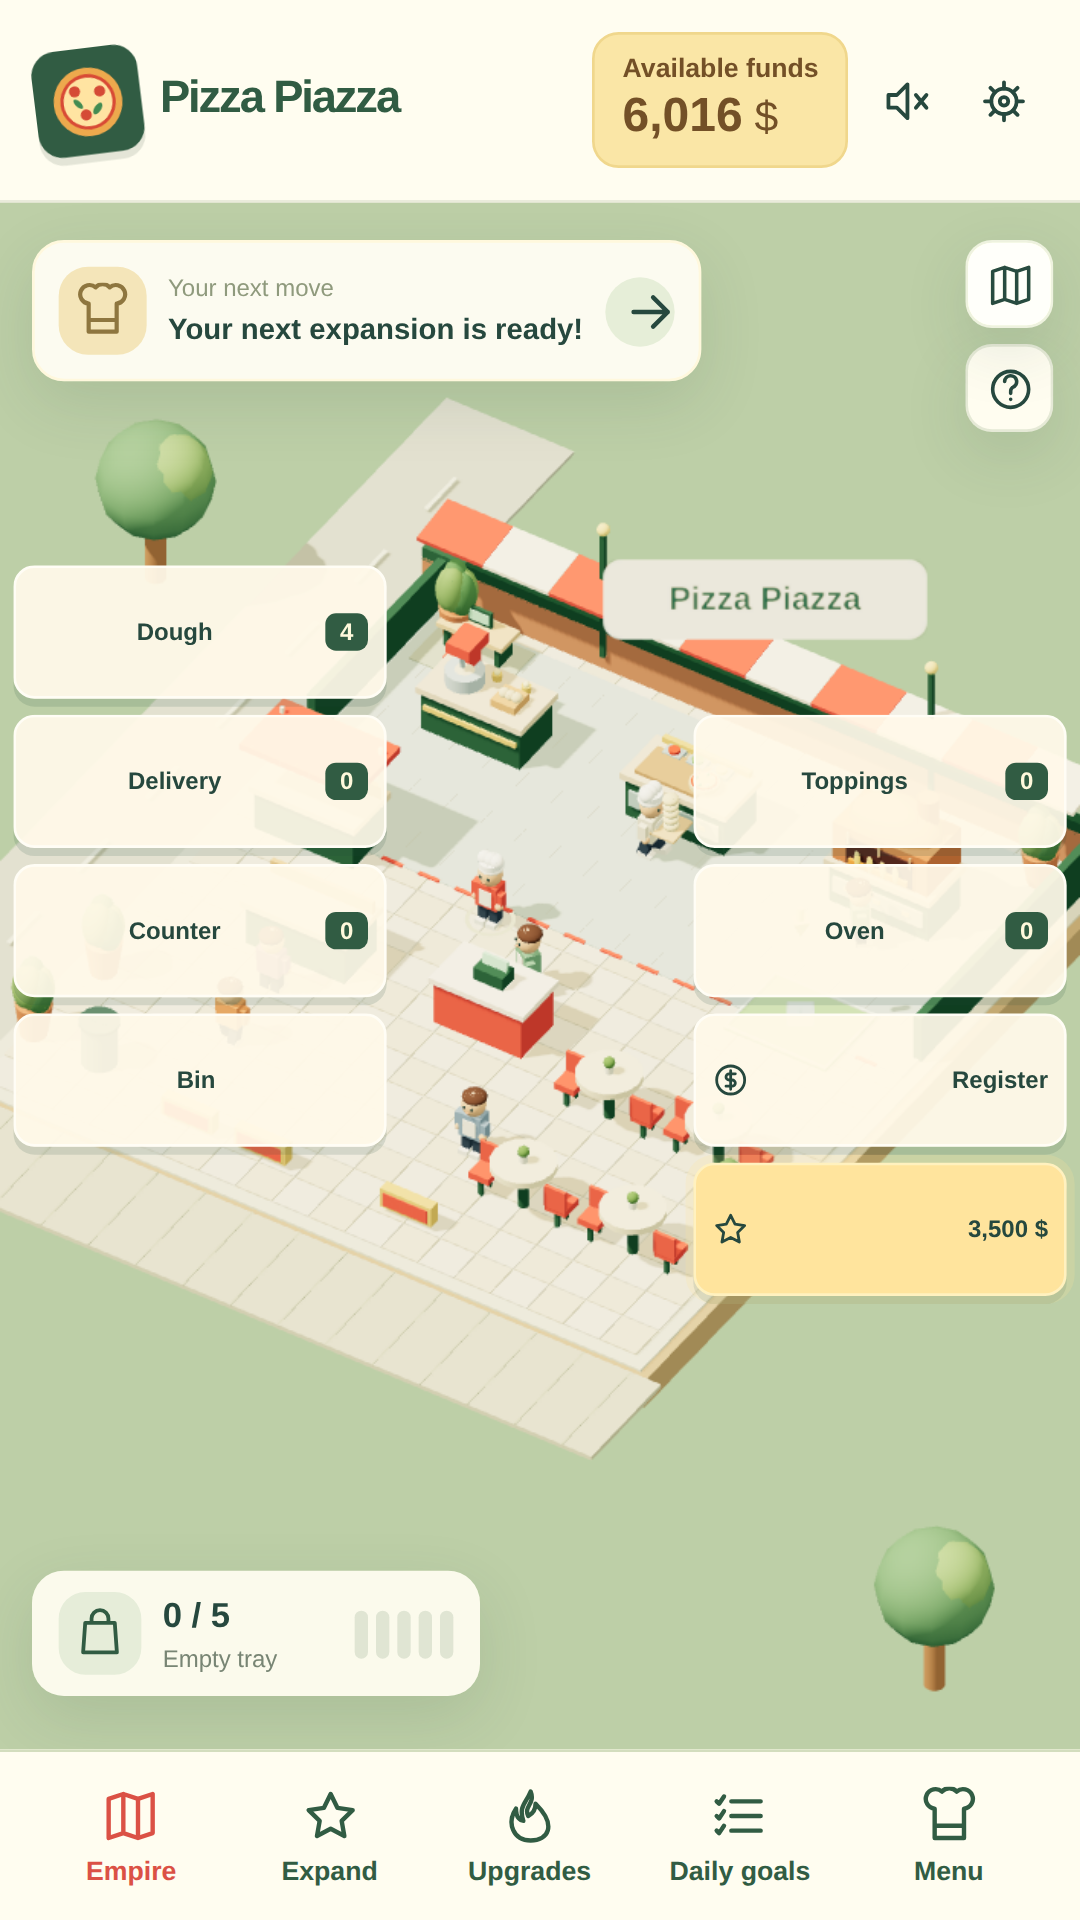 Pizza Piazza
Available funds
6,016 $
Your next move
Your next expansion is ready!
Pizza Piazza
Dough 4
Delivery 0
Toppings 0
Counter 0
Oven 0
Bin
Register
3,500 $
0 / 5
Empty tray
Empire
Expand
Upgrades
Daily goals
Menu